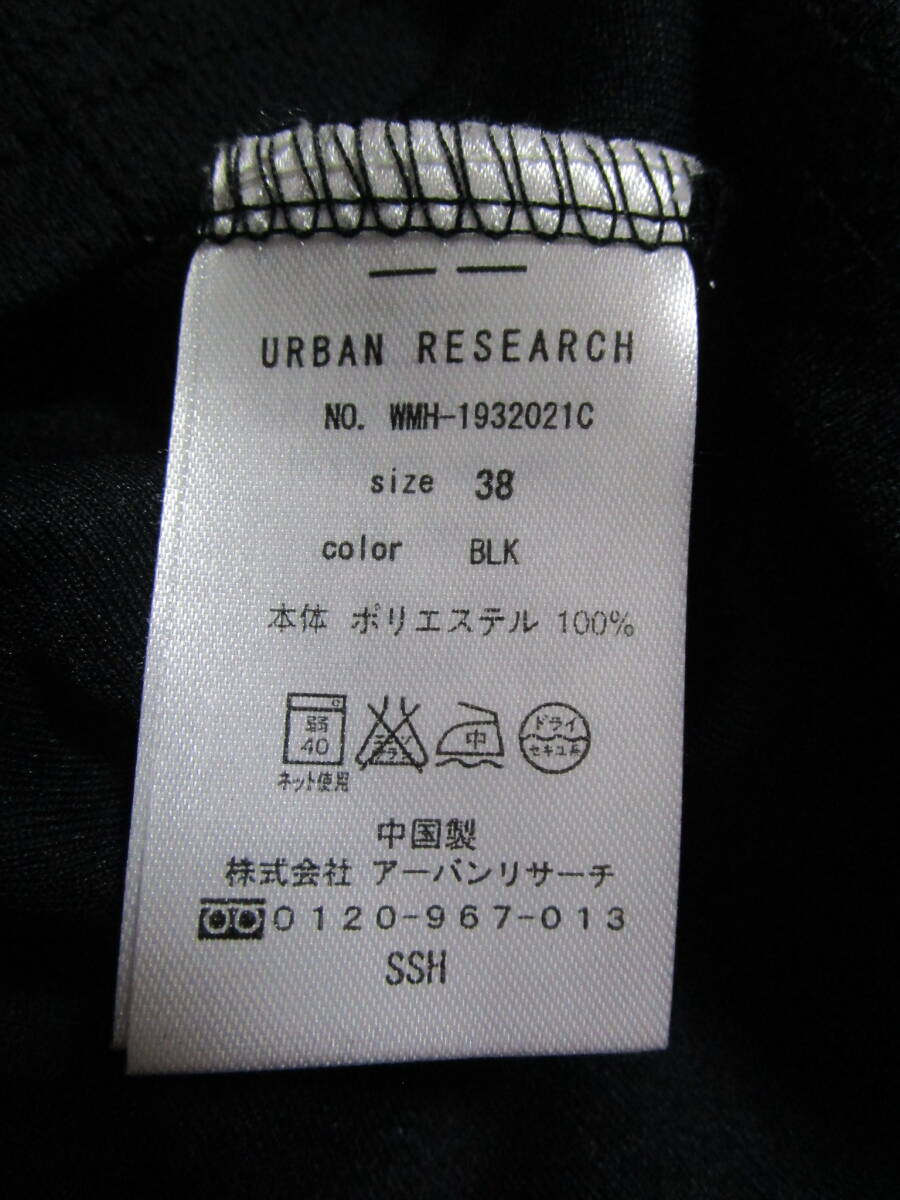 URBAN RESEARCH
NO. WMH-1932021C
size 38
color BLK
本体 ポリエステル 100%
弱
40
ネット使用
中
ドライ
セキユ系
中国製
株式会社 アーバンリサーチ
0120-967-013
SSH